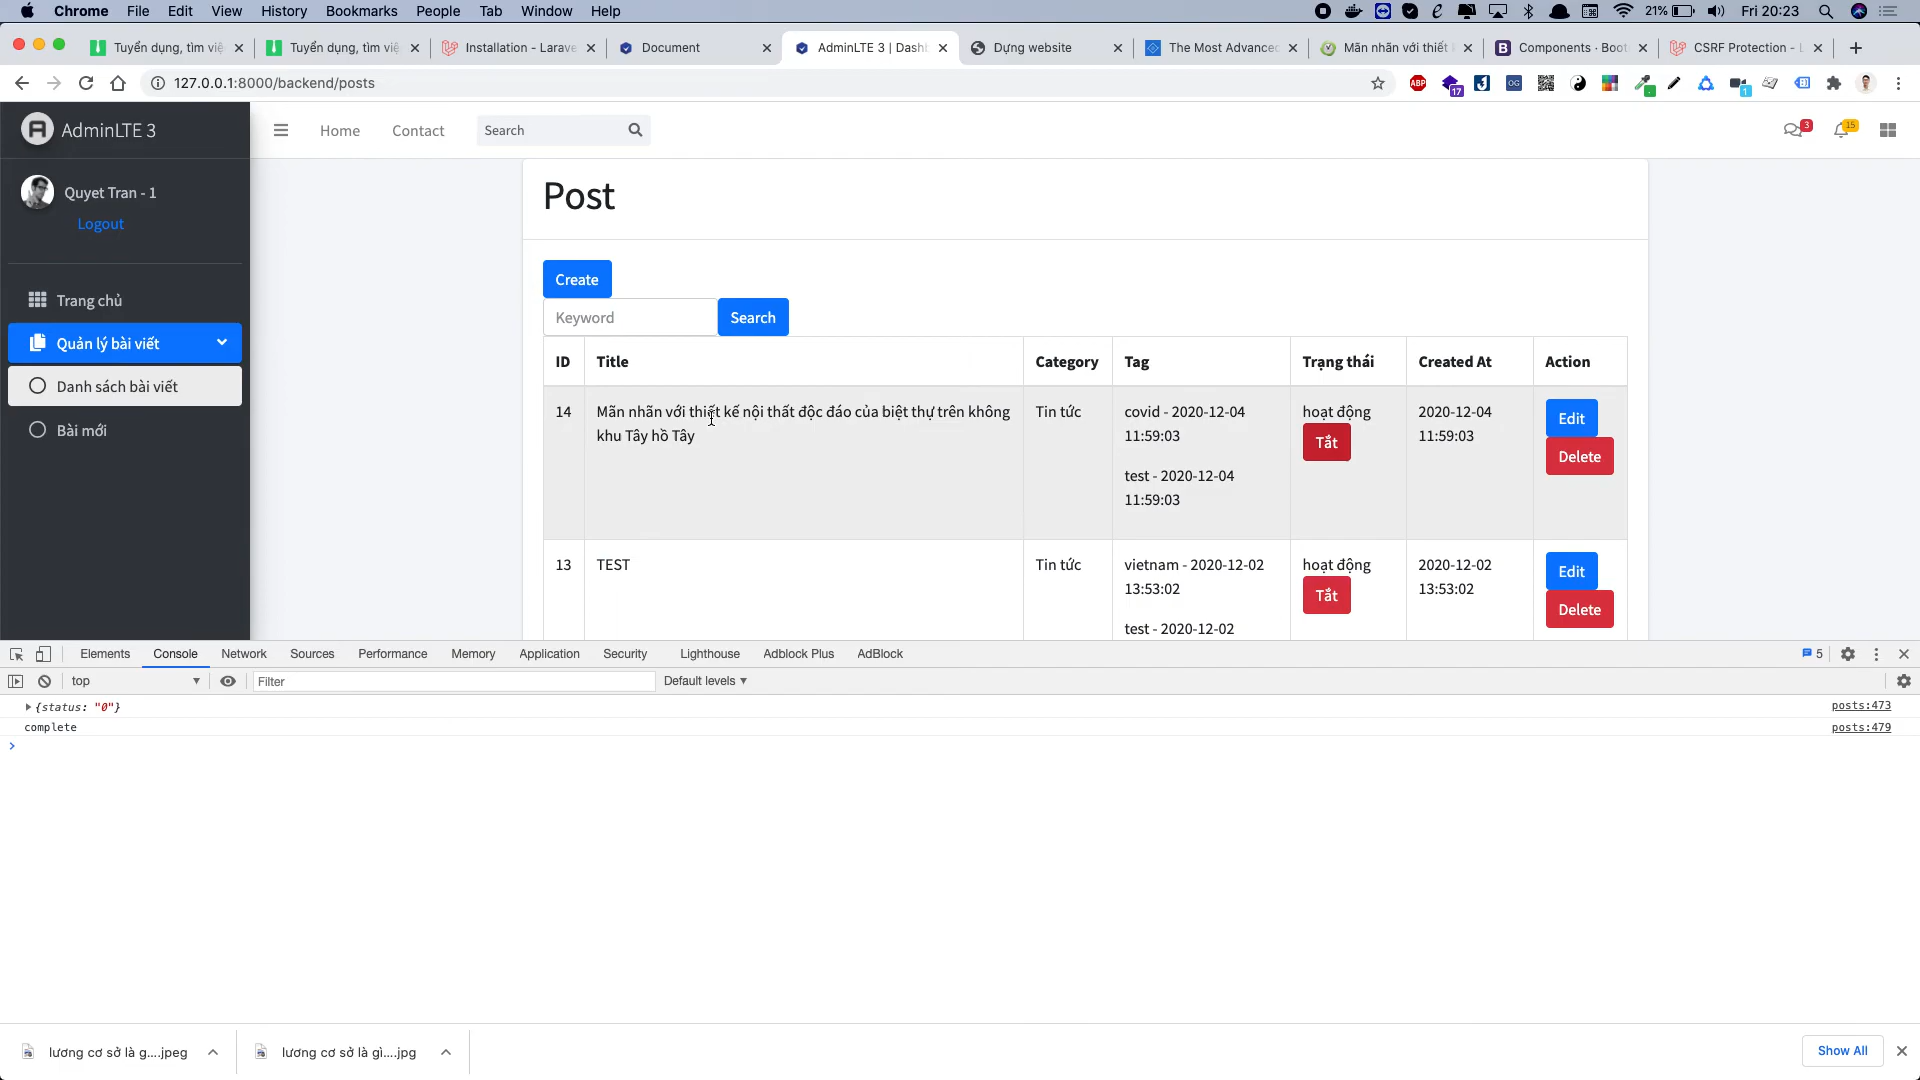 Chrome File Edit View History Bookmarks People Tab Window Help 21% Fri 20:23
Tuyển dụng, tìm việ Tuyển dụng, tìm việ Installation - Larave Document AdminLTE 3 | Dashb Dựng website The Most Advance Mãn nhãn với thiết Components · Boot CSRF Protection - L
127.0.0.1:8000/backend/posts ABP 17 OG 1
AdminLTE 3 Home Contact Search 3 15
Quyet Tran - 1
Logout
Trang chủ
Quản lý bài viết
Danh sách bài viết
Bài mới
Post
Create
Keyword Search
ID Title Category Tag Trạng thái Created At Action
14 Mãn nhãn với thiết kế nội thất độc đáo của biệt thự trên không Tin tức covid - 2020-12-04 hoạt động 2020-12-04 Edit
khu Tây hồ Tây 11:59:03 Tắt 11:59:03 Delete
test - 2020-12-04
11:59:03
13 TEST Tin tức vietnam - 2020-12-02 hoạt động 2020-12-02 Edit
13:53:02 Tắt 13:53:02 Delete
test - 2020-12-02
Elements Console Network Sources Performance Memory Application Security Lighthouse Adblock Plus AdBlock 5
top Filter Default levels
{status: "0"} posts:473
complete posts:479
lương cơ sở là g....jpeg lương cơ sở là gì....jpg Show All